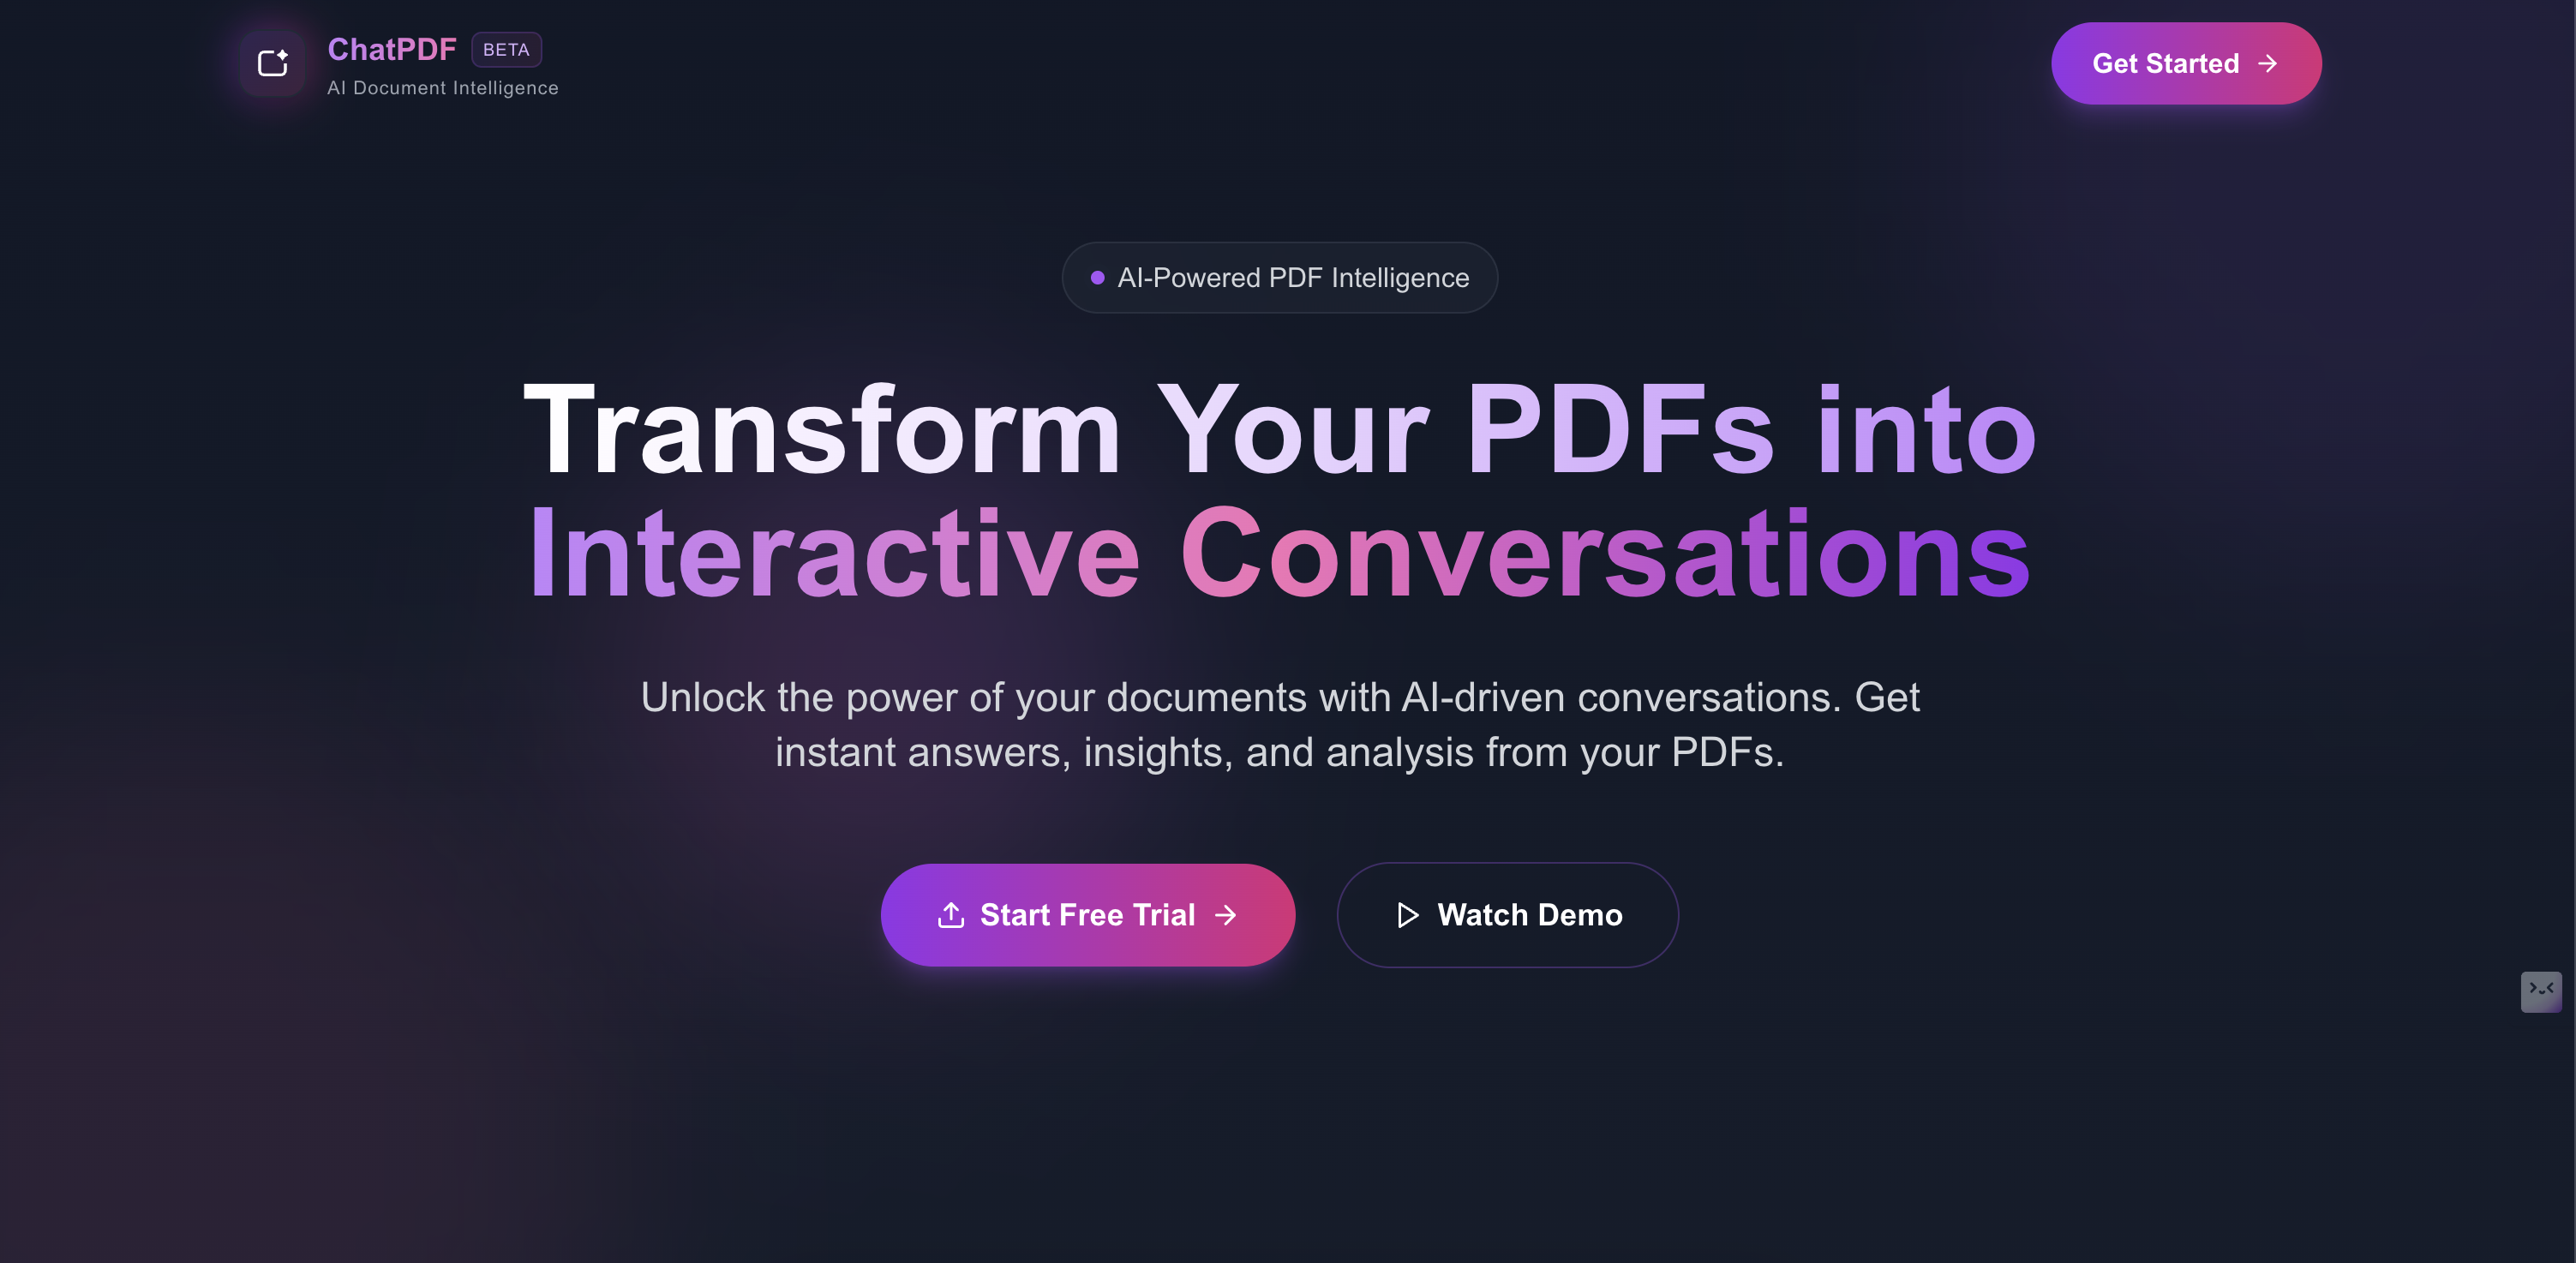 ChatPDF BETA
AI Document Intelligence
Get Started
AI-Powered PDF Intelligence
Transform Your PDFs into
Interactive Conversations
Unlock the power of your documents with AI-driven conversations. Get
instant answers, insights, and analysis from your PDFs.
Start Free Trial
Watch Demo